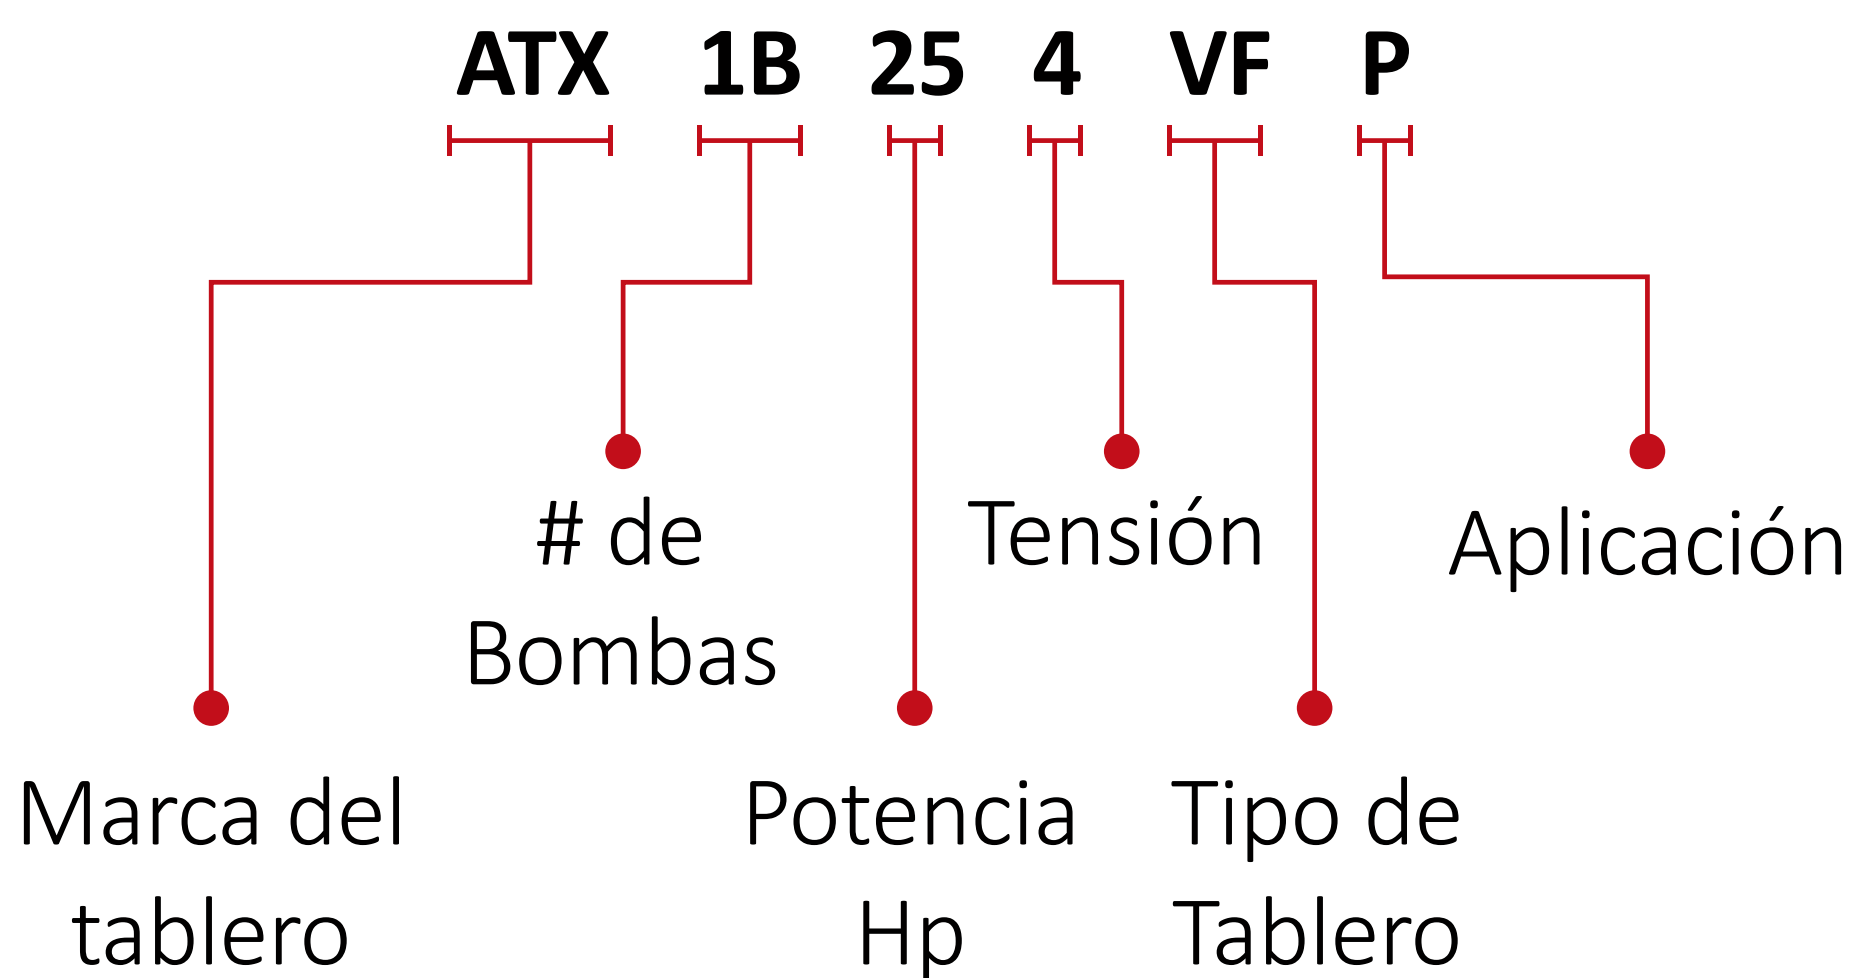 ATX 1B 25 4 VF P
# de
Bombas
Tensión
Aplicación
Marca del
tablero
Potencia
Hp
Tipo de
Tablero